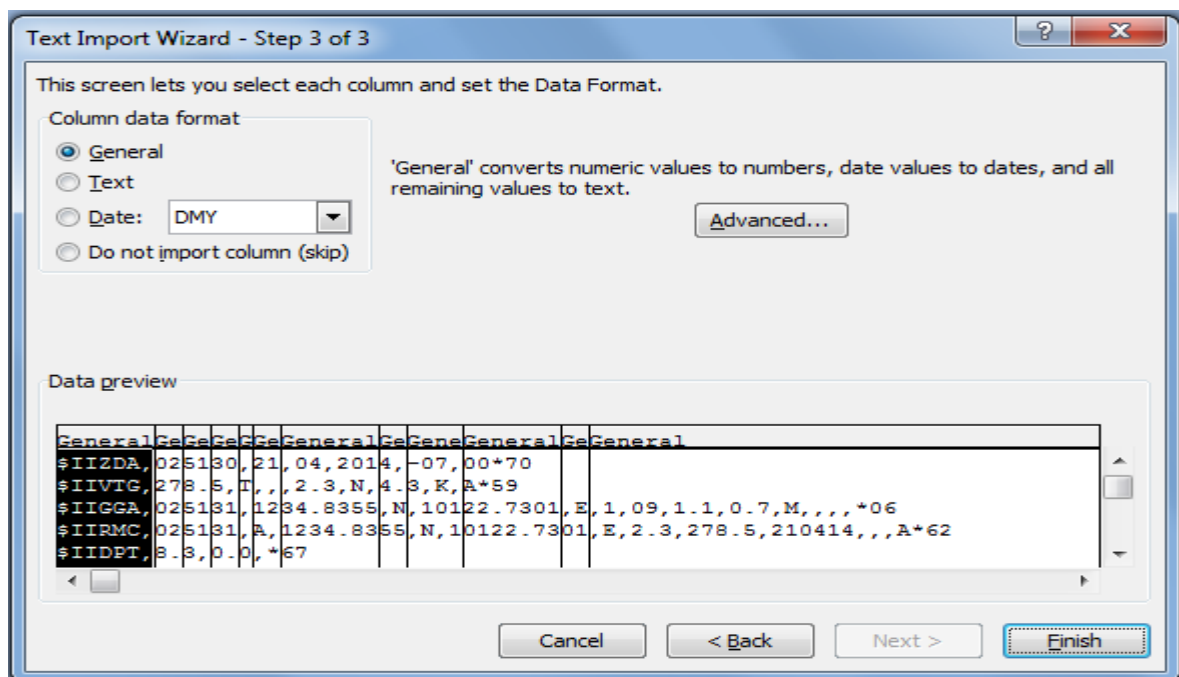 Text Import Wizard - Step 3 of 3
This screen lets you select each column and set the Data Format.
Column data format
General
Text
Date: DMY
Do not import column (skip)
'General' converts numeric values to numbers, date values to dates, and all
remaining values to text.
Advanced...
Data preview
GeneralGeGeGeGGeGeneralGeGeneGeneralGeGeneral
$IIZDA,025130,21,04,2014,-07,00*70
$IIVTG,278.5,T,,,2.3,N,4.3,K,A*59
$IIGGA,025131,1234.8355,N,10122.7301,E,1,09,1.1,0.7,M,,,,*06
$IIRMC,025131,A,1234.8355,N,10122.7301,E,2.3,278.5,210414,,,A*62
$IIDPT,8.3,0.0,*67
Cancel < Back Next > Finish